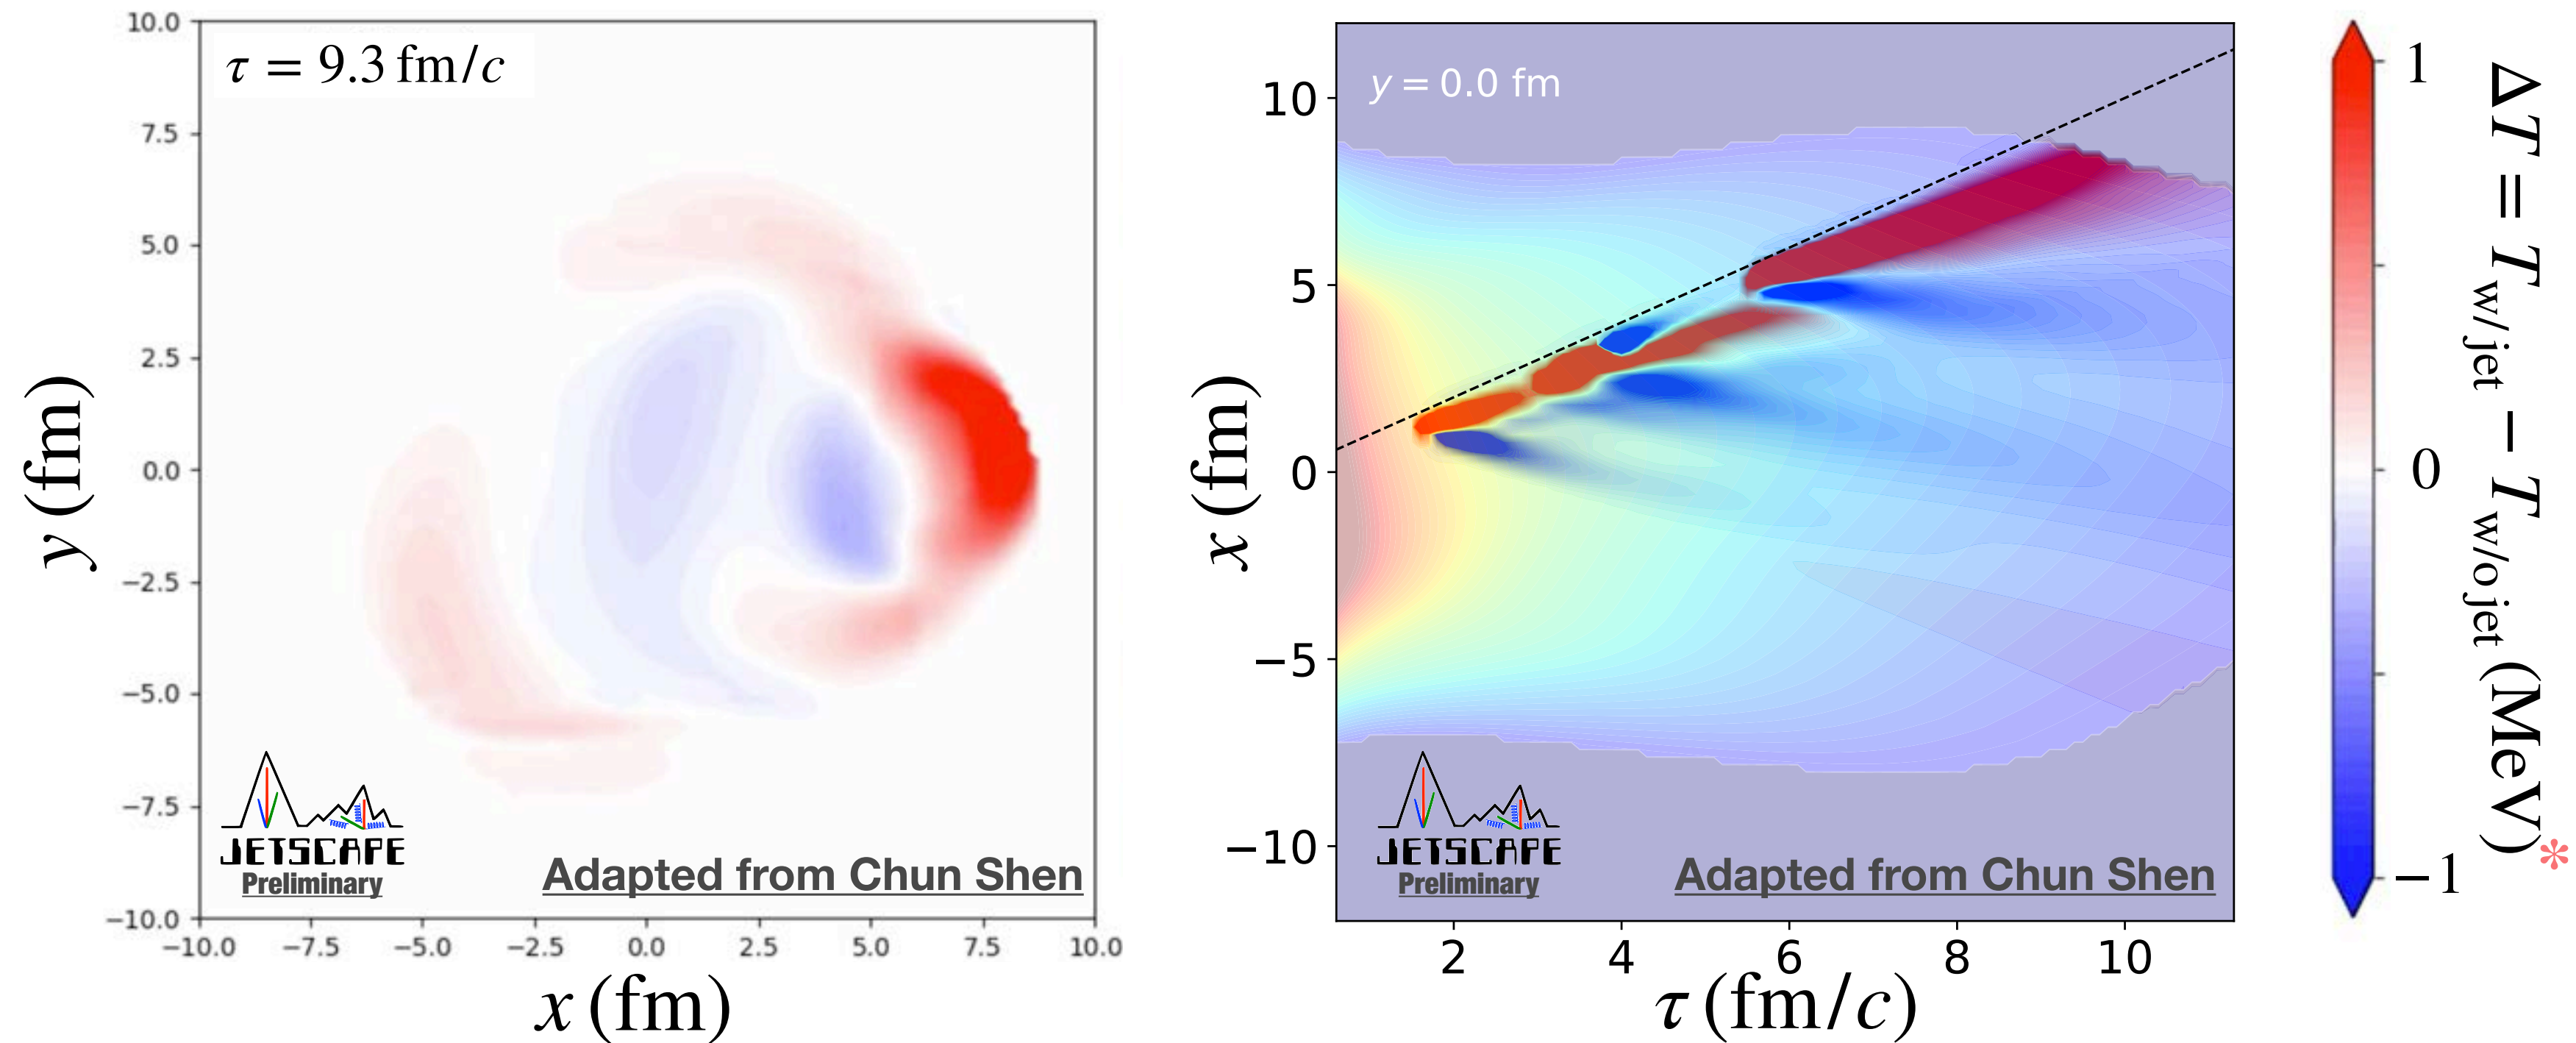 10.0
7.5
5.0
2.5
0.0
−2.5
−5.0
−7.5
−10.0
y (fm)
τ = 9.3 fm/c
JETSCAPE
Preliminary
Adapted from Chun Shen
−10.0 −7.5 −5.0 −2.5 0.0 2.5 5.0 7.5 10.0
x (fm)
10
5
0
−5
−10
x (fm)
y = 0.0 fm
JETSCAPE
Preliminary
Adapted from Chun Shen
2 4 6 8 10
τ (fm/c)
1
0
−1
ΔT = T w/ jet − T w/o jet (MeV)*